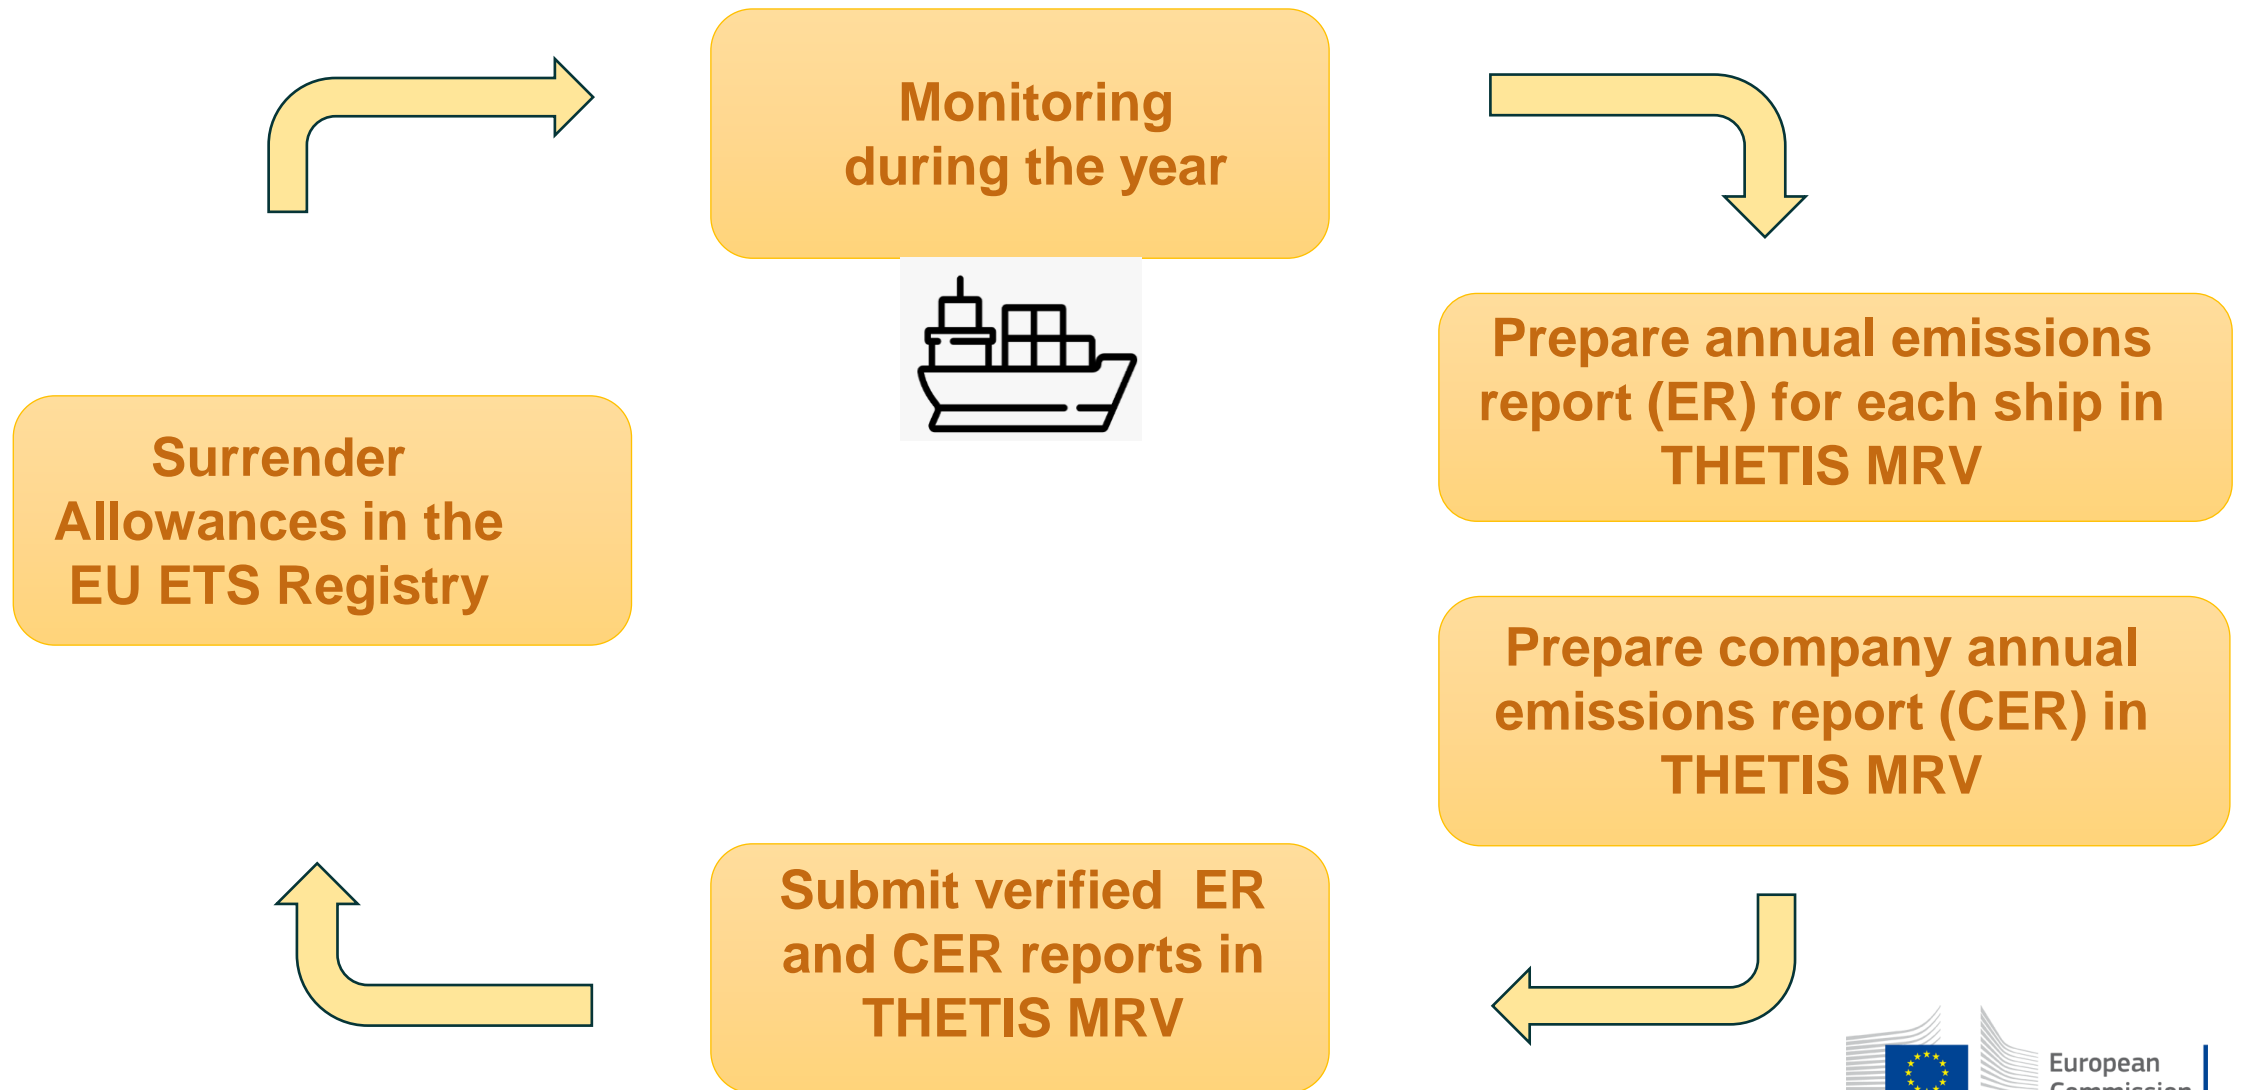 Monitoring
during the year
Prepare annual emissions
report (ER) for each ship in
THETIS MRV
Surrender
Allowances in the
EU ETS Registry
Prepare company annual
emissions report (CER) in
THETIS MRV
Submit verified  ER
and CER reports in
THETIS MRV
European
Commission